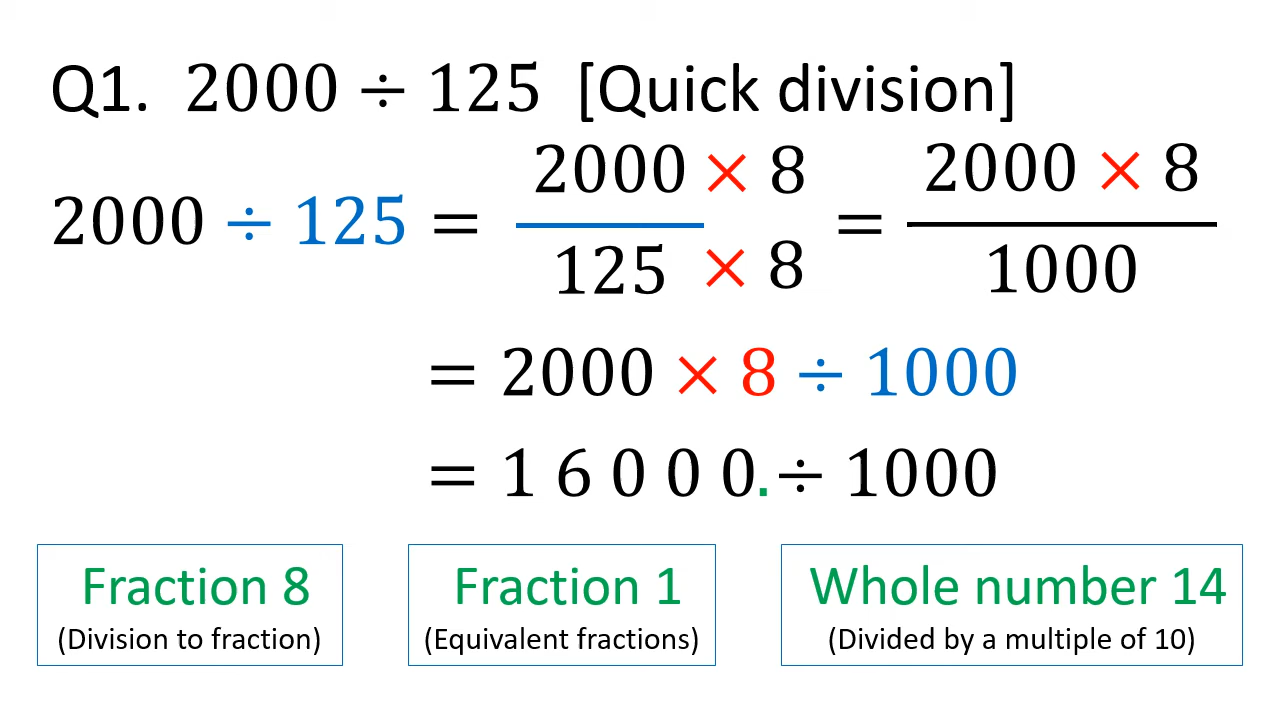 Q1. 2000 ÷ 125 [Quick division]
2000 ÷ 125 = 2000 × 8 / 125 × 8 = 2000 × 8 / 1000
= 2000 × 8 ÷ 1000
= 1 6 0 0 0. ÷ 1000
Fraction 8
(Division to fraction)
Fraction 1
(Equivalent fractions)
Whole number 14
(Divided by a multiple of 10)